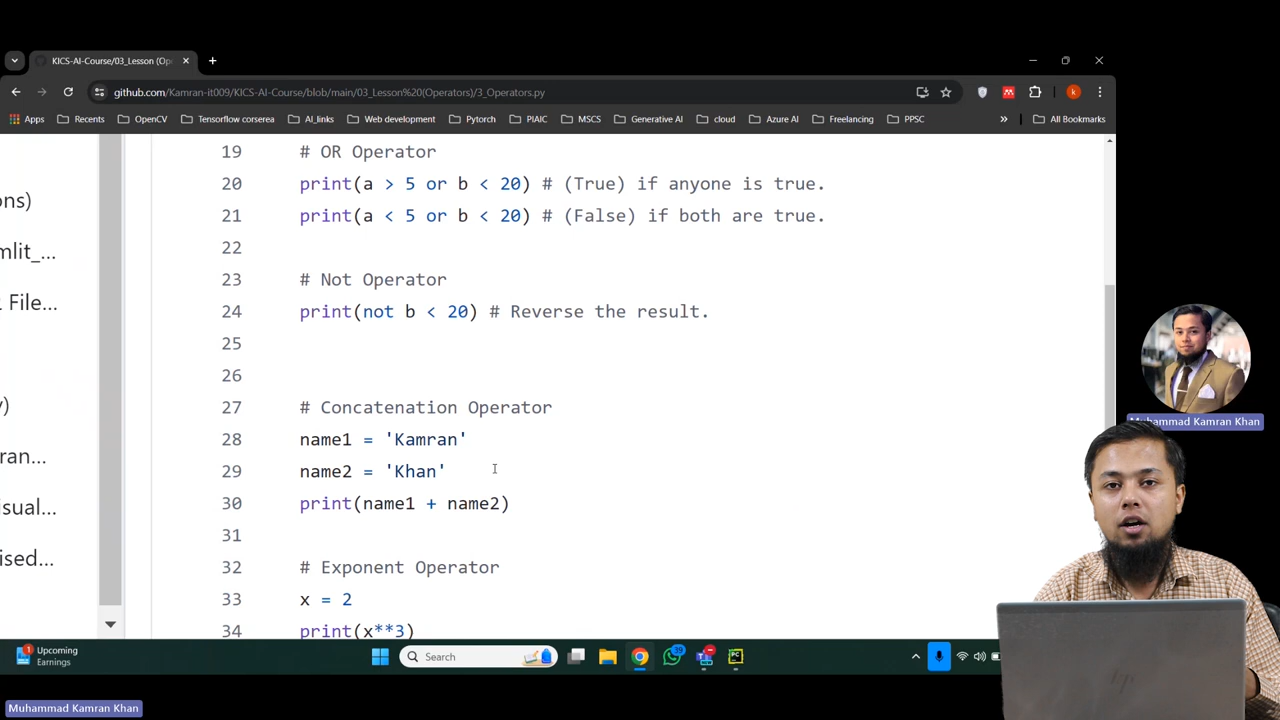 KICS-AI-Course/03_Lesson (Op
github.com/Kamran-it009/KICS-AI-Course/blob/main/03_Lesson%20(Operators)/3_Operators.py
k
Apps Recents OpenCV Tensorflow corserea AI_links Web development Pytorch PIAIC MSCS Generative AI cloud Azure AI Freelancing PPSC » All Bookmarks
ons)
mlit_...
File...
y)
ran...
isual...
ised...
19 # OR Operator
20 print(a > 5 or b < 20) # (True) if anyone is true.
21 print(a < 5 or b < 20) # (False) if both are true.
22
23 # Not Operator
24 print(not b < 20) # Reverse the result.
25
26
27 # Concatenation Operator
28 name1 = 'Kamran'
29 name2 = 'Khan'
30 print(name1 + name2)
31
32 # Exponent Operator
33 x = 2
34 print(x**3)
Muhammad Kamran Khan
1
Upcoming
Earnings
Search
39
PC
Muhammad Kamran Khan